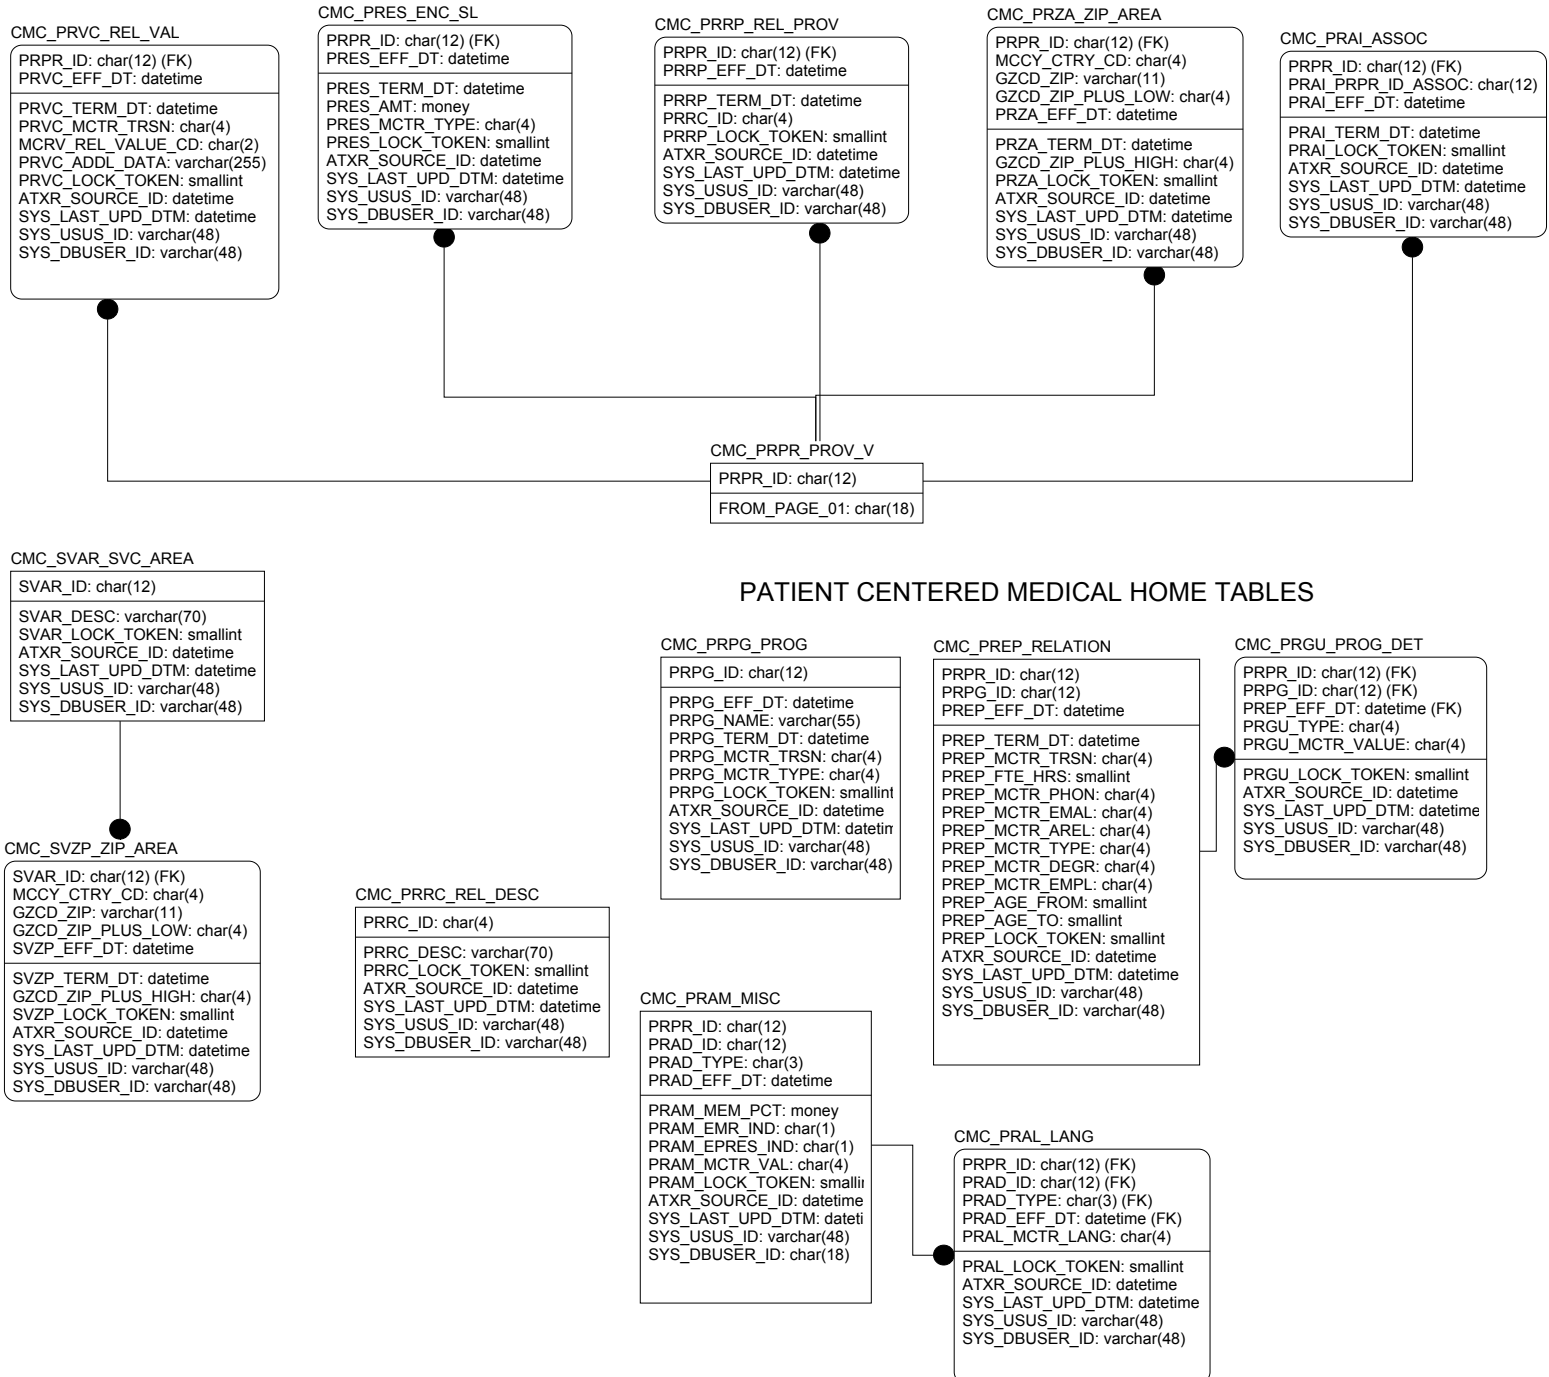 CMC_PRVC_REL_VAL
PRPR_ID: char(12) (FK)
PRVC_EFF_DT: datetime
PRVC_TERM_DT: datetime
PRVC_MCTR_TRSN: char(4)
MCRV_REL_VALUE_CD: char(2)
PRVC_ADDL_DATA: varchar(255)
PRVC_LOCK_TOKEN: smallint
ATXR_SOURCE_ID: datetime
SYS_LAST_UPD_DTM: datetime
SYS_USUS_ID: varchar(48)
SYS_DBUSER_ID: varchar(48)
CMC_PRES_ENC_SL
PRPR_ID: char(12) (FK)
PRES_EFF_DT: datetime
PRES_TERM_DT: datetime
PRES_AMT: money
PRES_MCTR_TYPE: char(4)
PRES_LOCK_TOKEN: smallint
ATXR_SOURCE_ID: datetime
SYS_LAST_UPD_DTM: datetime
SYS_USUS_ID: varchar(48)
SYS_DBUSER_ID: varchar(48)
CMC_PRRP_REL_PROV
PRPR_ID: char(12) (FK)
PRRP_EFF_DT: datetime
PRRP_TERM_DT: datetime
PRRC_ID: char(4)
PRRP_LOCK_TOKEN: smallint
ATXR_SOURCE_ID: datetime
SYS_LAST_UPD_DTM: datetime
SYS_USUS_ID: varchar(48)
SYS_DBUSER_ID: varchar(48)
CMC_PRZA_ZIP_AREA
PRPR_ID: char(12) (FK)
MCCY_CTRY_CD: char(4)
GZCD_ZIP: varchar(11)
GZCD_ZIP_PLUS_LOW: char(4)
PRZA_EFF_DT: datetime
PRZA_TERM_DT: datetime
GZCD_ZIP_PLUS_HIGH: char(4)
PRZA_LOCK_TOKEN: smallint
ATXR_SOURCE_ID: datetime
SYS_LAST_UPD_DTM: datetime
SYS_USUS_ID: varchar(48)
SYS_DBUSER_ID: varchar(48)
CMC_PRAI_ASSOC
PRPR_ID: char(12) (FK)
PRAI_PRPR_ID_ASSOC: char(12)
PRAI_EFF_DT: datetime
PRAI_TERM_DT: datetime
PRAI_LOCK_TOKEN: smallint
ATXR_SOURCE_ID: datetime
SYS_LAST_UPD_DTM: datetime
SYS_USUS_ID: varchar(48)
SYS_DBUSER_ID: varchar(48)
CMC_PRPR_PROV_V
PRPR_ID: char(12)
FROM_PAGE_01: char(18)
CMC_SVAR_SVC_AREA
SVAR_ID: char(12)
SVAR_DESC: varchar(70)
SVAR_LOCK_TOKEN: smallint
ATXR_SOURCE_ID: datetime
SYS_LAST_UPD_DTM: datetime
SYS_USUS_ID: varchar(48)
SYS_DBUSER_ID: varchar(48)
CMC_SVZP_ZIP_AREA
SVAR_ID: char(12) (FK)
MCCY_CTRY_CD: char(4)
GZCD_ZIP: varchar(11)
GZCD_ZIP_PLUS_LOW: char(4)
SVZP_EFF_DT: datetime
SVZP_TERM_DT: datetime
GZCD_ZIP_PLUS_HIGH: char(4)
SVZP_LOCK_TOKEN: smallint
ATXR_SOURCE_ID: datetime
SYS_LAST_UPD_DTM: datetime
SYS_USUS_ID: varchar(48)
SYS_DBUSER_ID: varchar(48)
CMC_PRRC_REL_DESC
PRRC_ID: char(4)
PRRC_DESC: varchar(70)
PRRC_LOCK_TOKEN: smallint
ATXR_SOURCE_ID: datetime
SYS_LAST_UPD_DTM: datetime
SYS_USUS_ID: varchar(48)
SYS_DBUSER_ID: varchar(48)
PATIENT CENTERED MEDICAL HOME TABLES
CMC_PRPG_PROG
PRPG_ID: char(12)
PRPG_EFF_DT: datetime
PRPG_NAME: varchar(55)
PRPG_TERM_DT: datetime
PRPG_MCTR_TRSN: char(4)
PRPG_MCTR_TYPE: char(4)
PRPG_LOCK_TOKEN: smallint
ATXR_SOURCE_ID: datetime
SYS_LAST_UPD_DTM: datetim
SYS_USUS_ID: varchar(48)
SYS_DBUSER_ID: varchar(48)
CMC_PREP_RELATION
PRPR_ID: char(12)
PRPG_ID: char(12)
PREP_EFF_DT: datetime
PREP_TERM_DT: datetime
PREP_MCTR_TRSN: char(4)
PREP_FTE_HRS: smallint
PREP_MCTR_PHON: char(4)
PREP_MCTR_EMAL: char(4)
PREP_MCTR_AREL: char(4)
PREP_MCTR_TYPE: char(4)
PREP_MCTR_DEGR: char(4)
PREP_MCTR_EMPL: char(4)
PREP_AGE_FROM: smallint
PREP_AGE_TO: smallint
PREP_LOCK_TOKEN: smallint
ATXR_SOURCE_ID: datetime
SYS_LAST_UPD_DTM: datetime
SYS_USUS_ID: varchar(48)
SYS_DBUSER_ID: varchar(48)
CMC_PRGU_PROG_DET
PRPR_ID: char(12) (FK)
PRPG_ID: char(12) (FK)
PREP_EFF_DT: datetime (FK)
PRGU_TYPE: char(4)
PRGU_MCTR_VALUE: char(4)
PRGU_LOCK_TOKEN: smallint
ATXR_SOURCE_ID: datetime
SYS_LAST_UPD_DTM: datetime
SYS_USUS_ID: varchar(48)
SYS_DBUSER_ID: varchar(48)
CMC_PRAM_MISC
PRPR_ID: char(12)
PRAD_ID: char(12)
PRAD_TYPE: char(3)
PRAD_EFF_DT: datetime
PRAM_MEM_PCT: money
PRAM_EMR_IND: char(1)
PRAM_EPRES_IND: char(1)
PRAM_MCTR_VAL: char(4)
PRAM_LOCK_TOKEN: smallin
ATXR_SOURCE_ID: datetime
SYS_LAST_UPD_DTM: dateti
SYS_USUS_ID: varchar(48)
SYS_DBUSER_ID: char(18)
CMC_PRAL_LANG
PRPR_ID: char(12) (FK)
PRAD_ID: char(12) (FK)
PRAD_TYPE: char(3) (FK)
PRAD_EFF_DT: datetime (FK)
PRAL_MCTR_LANG: char(4)
PRAL_LOCK_TOKEN: smallint
ATXR_SOURCE_ID: datetime
SYS_LAST_UPD_DTM: datetime
SYS_USUS_ID: varchar(48)
SYS_DBUSER_ID: varchar(48)